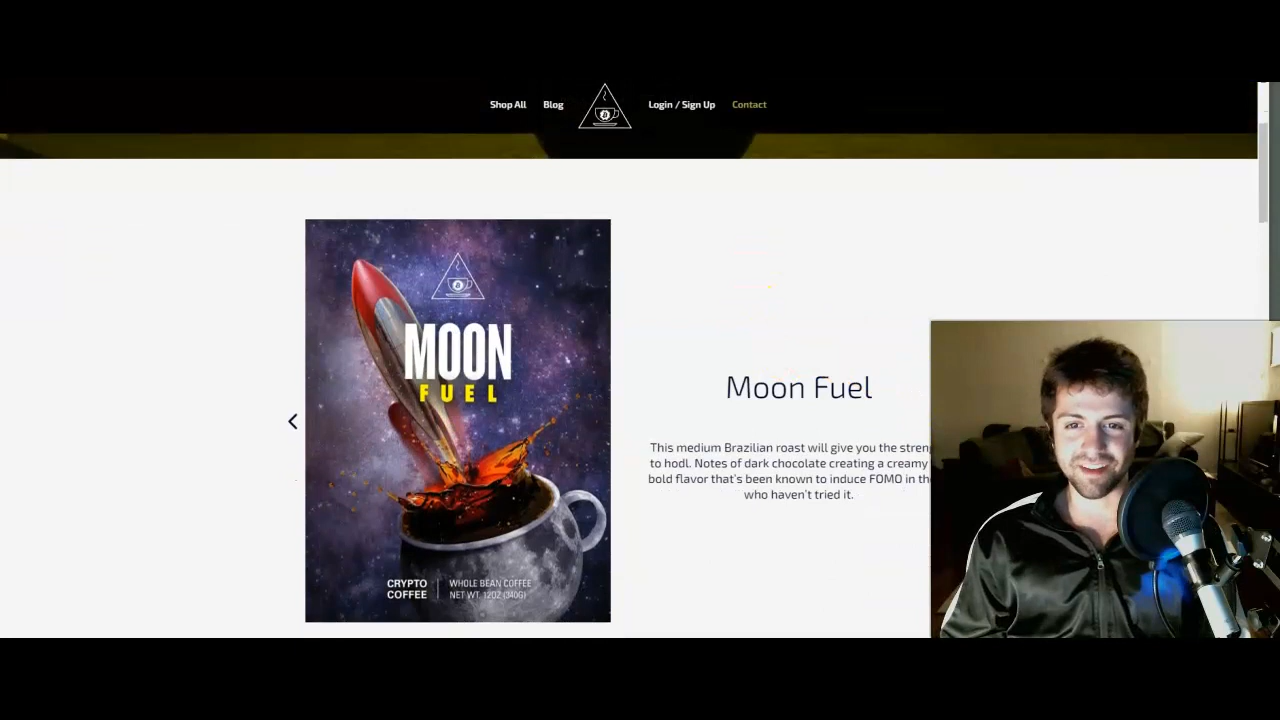 Shop All Blog Login / Sign Up Contact
MOON
FUEL
CRYPTO
COFFEE
WHOLE BEAN COFFEE
NET WT. 12OZ (340G)
Moon Fuel
This medium Brazilian roast will give you the
to hodl. Notes of dark chocolate creating a creamy
bold flavor that's been known to induce FOMO in
who haven't tried it.